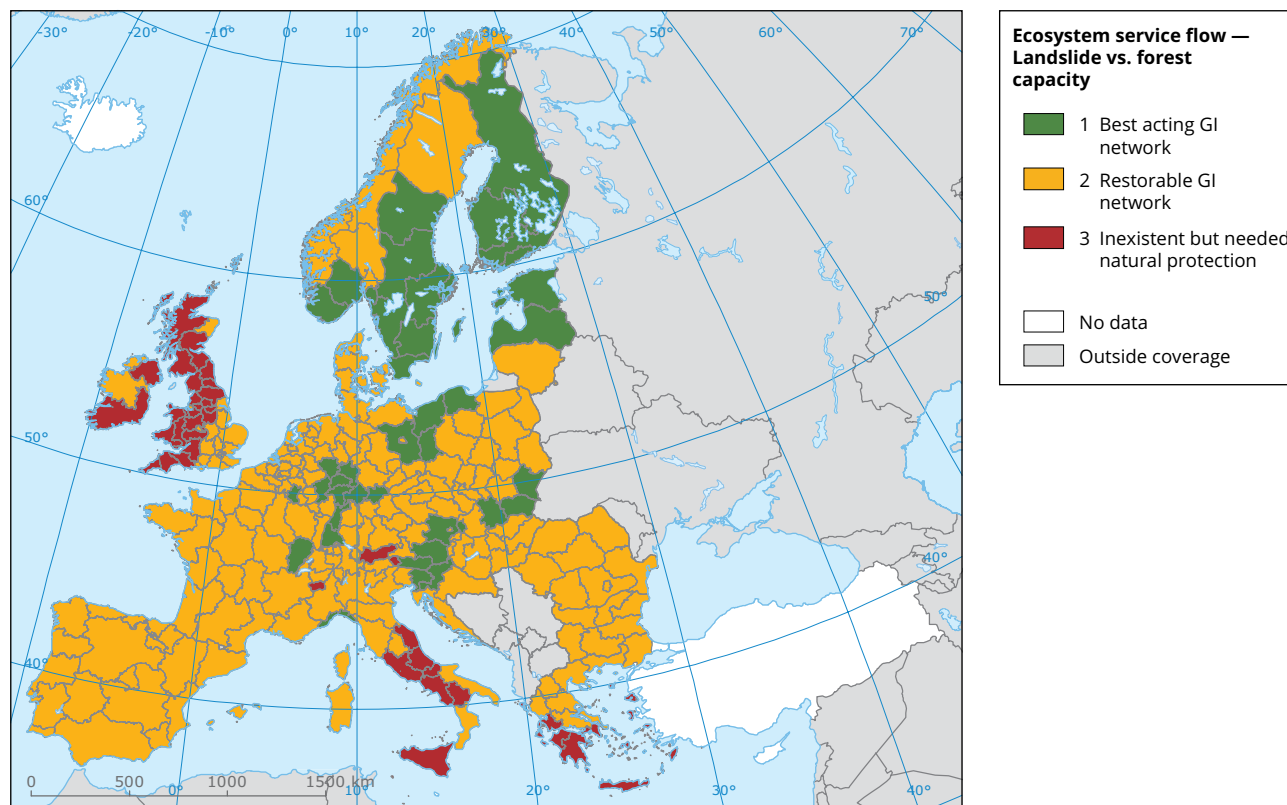 -30° -20° -10° 0° 10° 20° 30° 40° 50° 60° 70°
60°
50°
50°
40°
40°
0 500 1000 1500 km
0° 10° 20° 30° 40°
Ecosystem service flow —
Landslide vs. forest
capacity
1 Best acting GI
network
2 Restorable GI
network
3 Inexistent but needed
natural protection
No data
Outside coverage